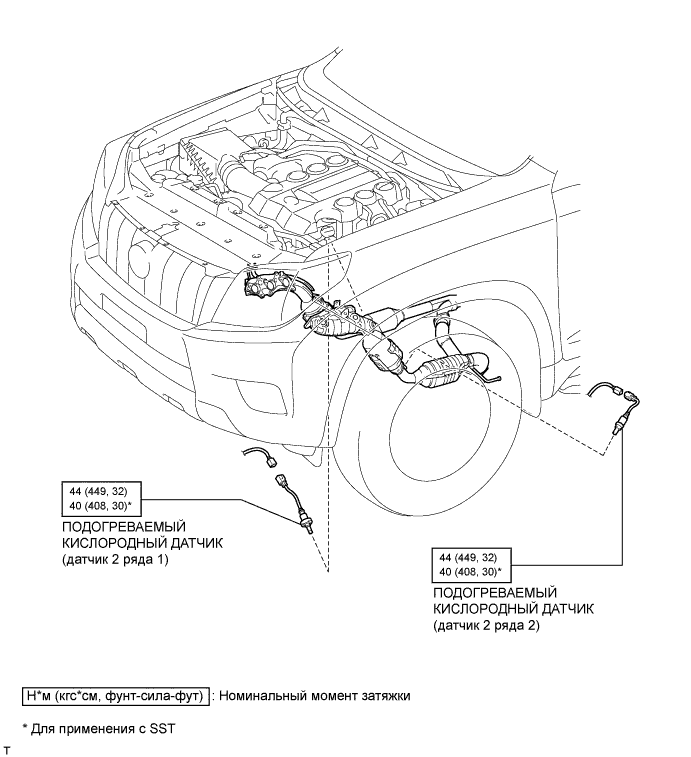 44 (449, 32)
40 (408, 30)*
ПОДОГРЕВАЕМЫЙ
КИСЛОРОДНЫЙ ДАТЧИК
(датчик 2 ряда 1)
44 (449, 32)
40 (408, 30)*
ПОДОГРЕВАЕМЫЙ
КИСЛОРОДНЫЙ ДАТЧИК
(датчик 2 ряда 2)
Н*м (кгс*см, фунт-сила-фут) : Номинальный момент затяжки
* Для применения с SST
T